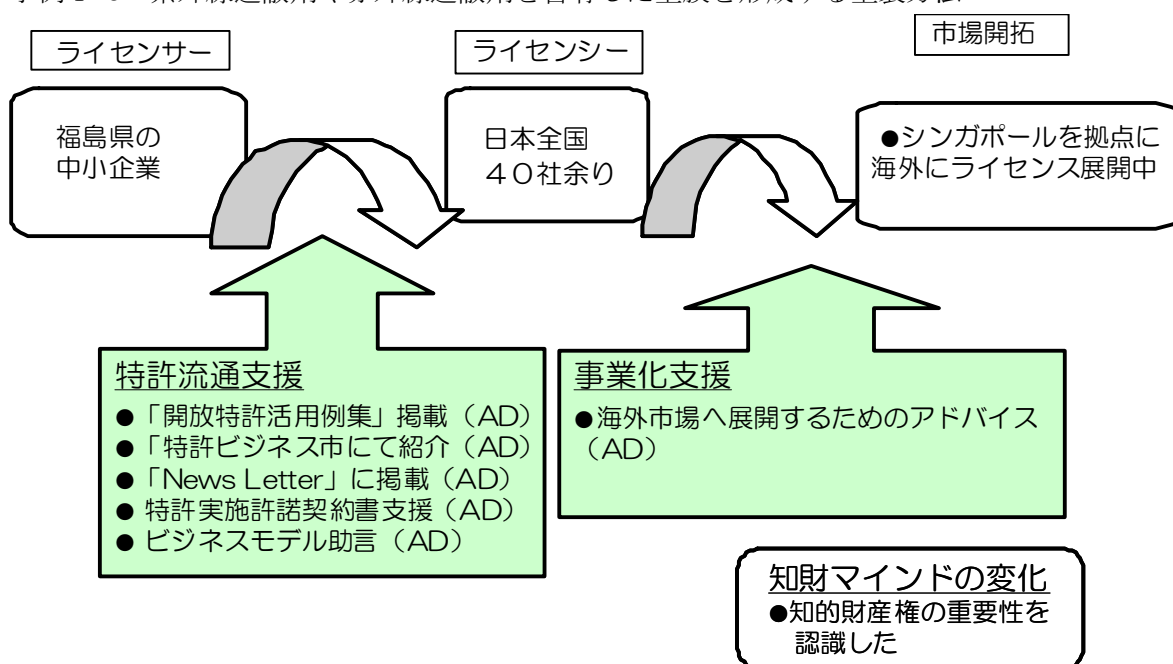 ライセンサー
ライセンシー
市場開拓
福島県の
中小企業
日本全国
40社余り
●シンガポールを拠点に
海外にライセンス展開中
特許流通支援
●「開放特許活用例集」掲載（AD）
●「特許ビジネス市にて紹介（AD）
●「News Letter」に掲載（AD）
● 特許実施許諾契約書支援（AD）
● ビジネスモデル助言（AD）
事業化支援
●海外市場へ展開するためのアドバイス
（AD）
知財マインドの変化
●知的財産権の重要性を
認識した